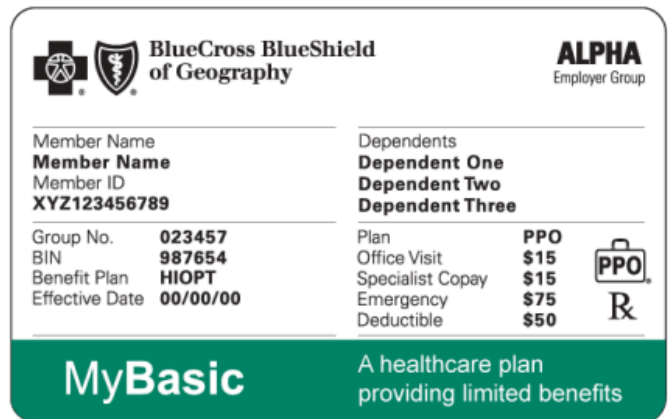 BlueCross BlueShield
of Geography
ALPHA
Employer Group
Member Name
Member Name
Member ID
XYZ123456789
Dependents
Dependent One
Dependent Two
Dependent Three
Group No. 023457
BIN 987654
Benefit Plan HIOPT
Effective Date 00/00/00
Plan PPO
Office Visit $15
Specialist Copay $15
Emergency $75
Deductible $50
PPO
Rx
MyBasic
A healthcare plan
providing limited benefits